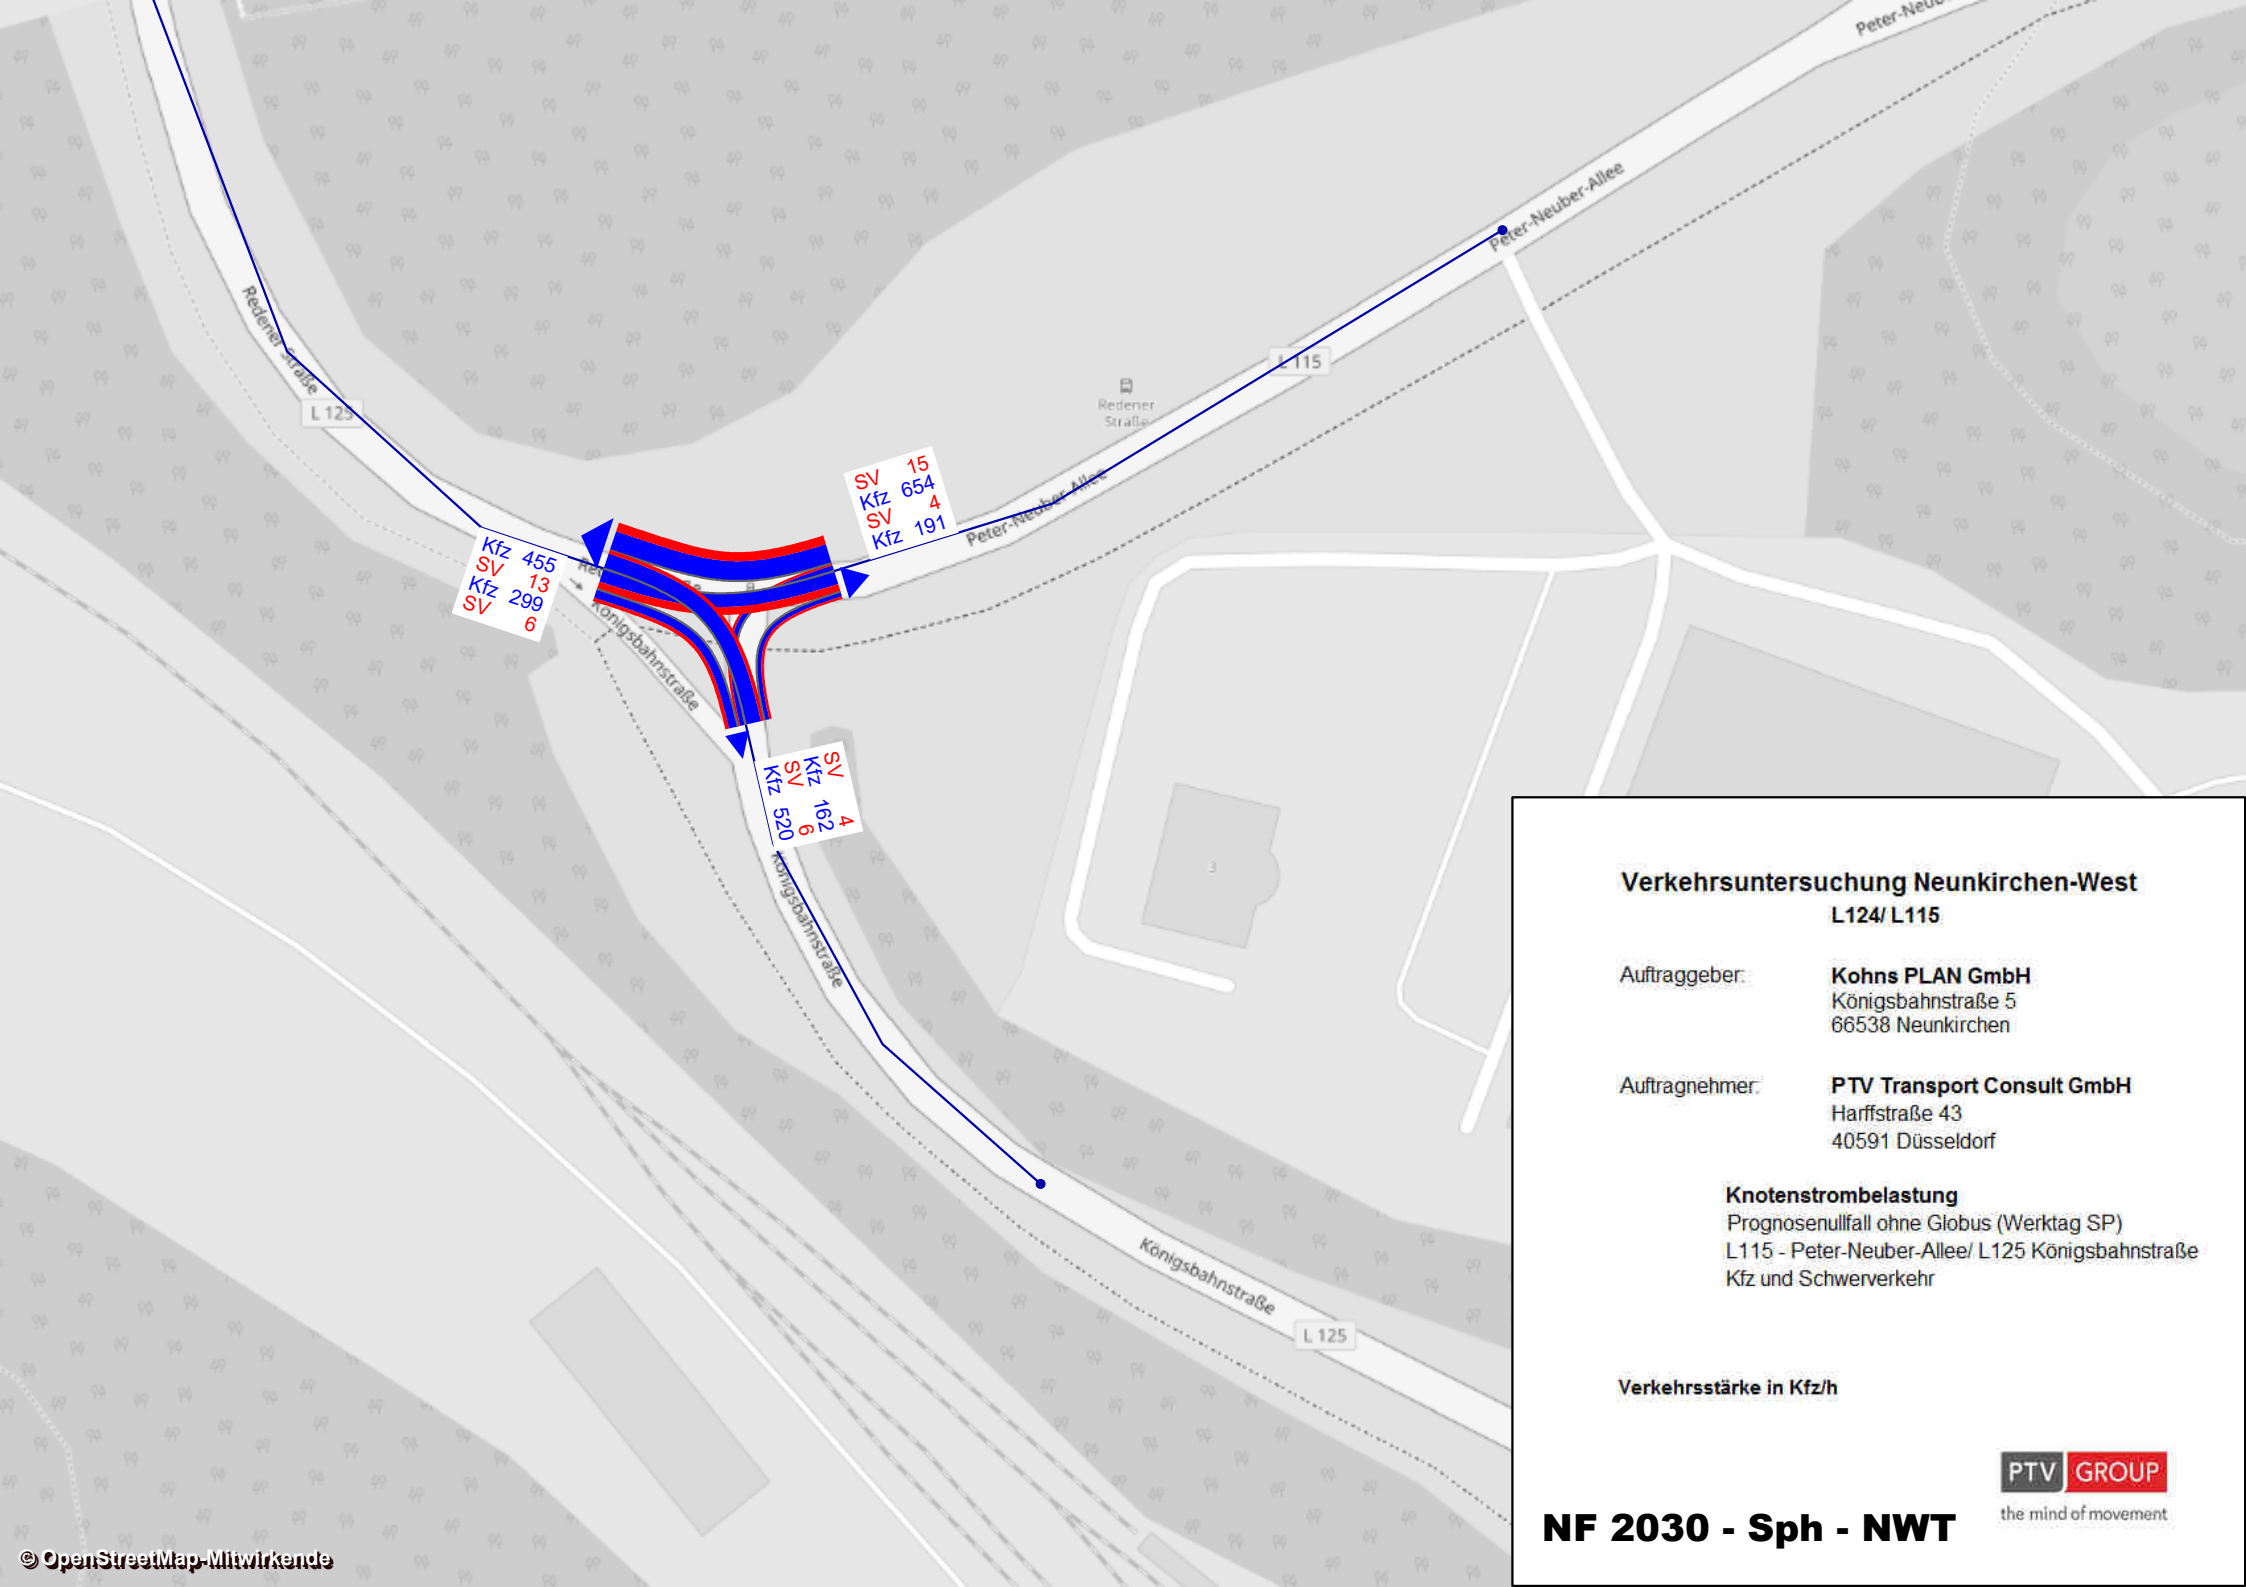 Peter-Neub
Peter-Neuber-Allee
Redener Straße
L 125
L 115
Redener
Straße
SV 15
Kfz 654
SV 4
Kfz 191
Peter-Neuber-Allee
Kfz 455
SV 13
Kfz 299
SV 6
Königsbahnstraße
SV 4
Kfz 162
SV 6
Kfz 520
3
Königsbahnstraße
Königsbahnstraße
L 125
Verkehrsuntersuchung Neunkirchen-West
L124/ L115
Auftraggeber: Kohns PLAN GmbH
Königsbahnstraße 5
66538 Neunkirchen
Auftragnehmer: PTV Transport Consult GmbH
Harffstraße 43
40591 Düsseldorf
Knotenstrombelastung
Prognosenullfall ohne Globus (Werktag SP)
L115 - Peter-Neuber-Allee/ L125 Königsbahnstraße
Kfz und Schwerverkehr
Verkehrsstärke in Kfz/h
PTV GROUP
the mind of movement
NF 2030 - Sph - NWT
© OpenStreetMap-Mitwirkende